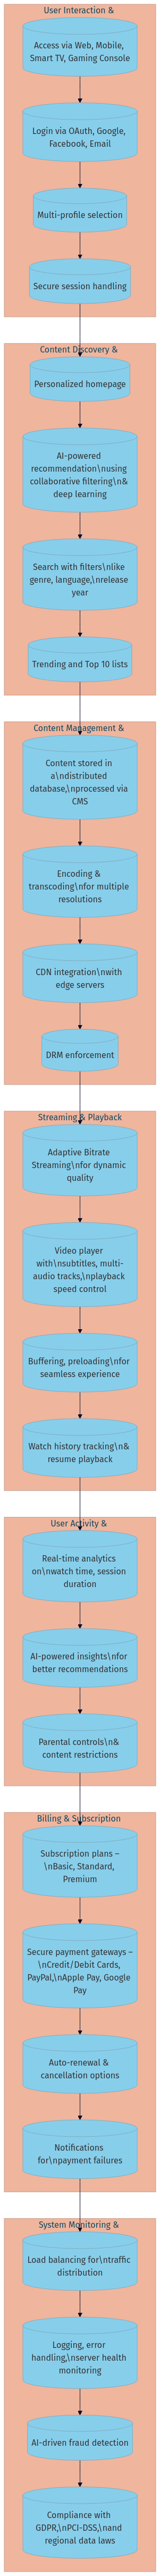 User Interaction &
Access via Web, Mobile,
Smart TV, Gaming Console
Login via OAuth, Google,
Facebook, Email
Multi-profile selection
Secure session handling
Content Discovery &
Personalized homepage
AI-powered
recommendation\nusing
collaborative filtering\n&
deep learning
Search with filters\nlike
genre, language,\nrelease
year
Trending and Top 10 lists
Content Management &
Content stored in
a\ndistributed
database,\nprocessed via
CMS
Encoding &
transcoding\nfor multiple
resolutions
CDN integration\nwith
edge servers
DRM enforcement
Streaming & Playback
Adaptive Bitrate
Streaming\nfor dynamic
quality
Video player
with\nsubtitles, multi-
audio tracks,\nplayback
speed control
Buffering, preloading\nfor
seamless experience
Watch history tracking\n&
resume playback
User Activity &
Real-time analytics
on\nwatch time, session
duration
AI-powered insights\nfor
better recommendations
Parental controls\n&
content restrictions
Billing & Subscription
Subscription plans –
\nBasic, Standard,
Premium
Secure payment gateways –
\nCredit/Debit Cards,
PayPal,\nApple Pay, Google
Pay
Auto-renewal &
cancellation options
Notifications
for\npayment failures
System Monitoring &
Load balancing for\ntraffic
distribution
Logging, error
handling,\nserver health
monitoring
AI-driven fraud detection
Compliance with
GDPR,\nPCI-DSS,\nand
regional data laws